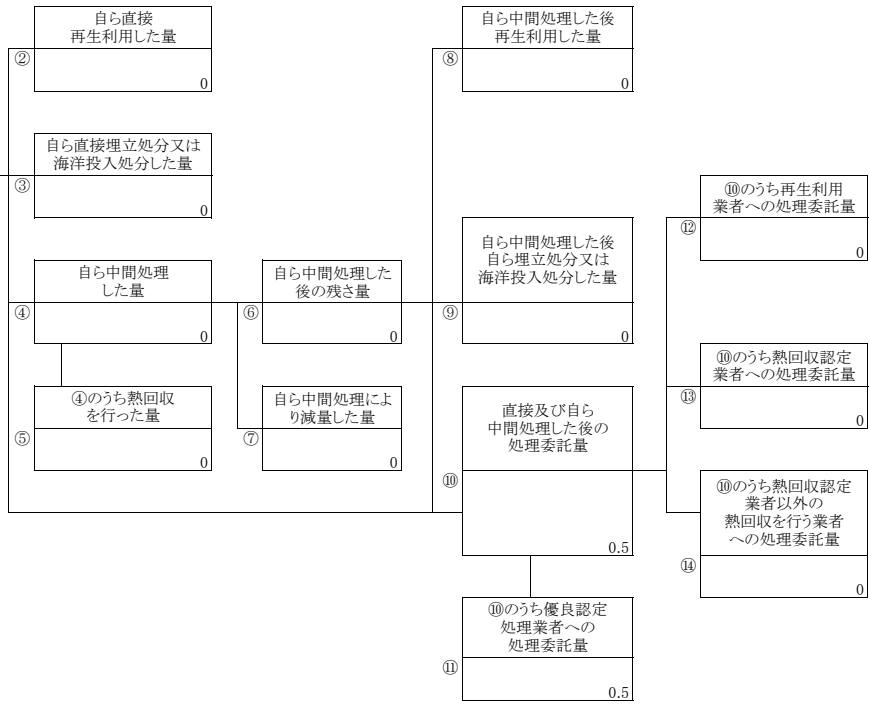 自ら直接
再生利用した量
②
0
自ら中間処理した後
再生利用した量
⑧
0
自ら直接埋立処分又は
海洋投入処分した量
③
0
⑩のうち再生利用
業者への処理委託量
⑫
0
自ら中間処理
した量
④
0
自ら中間処理した
後の残さ量
⑥
0
自ら中間処理した後
自ら埋立処分又は
海洋投入処分した量
⑨
0
⑩のうち熱回収認定
業者への処理委託量
⑬
0
④のうち熱回収
を行った量
⑤
0
自ら中間処理によ
り減量した量
⑦
0
直接及び自ら
中間処理した後の
処理委託量
⑩
0.5
⑩のうち熱回収認定
業者以外の
熱回収を行う業者
への処理委託量
⑭
0
⑩のうち優良認定
処理業者への
処理委託量
⑪
0.5